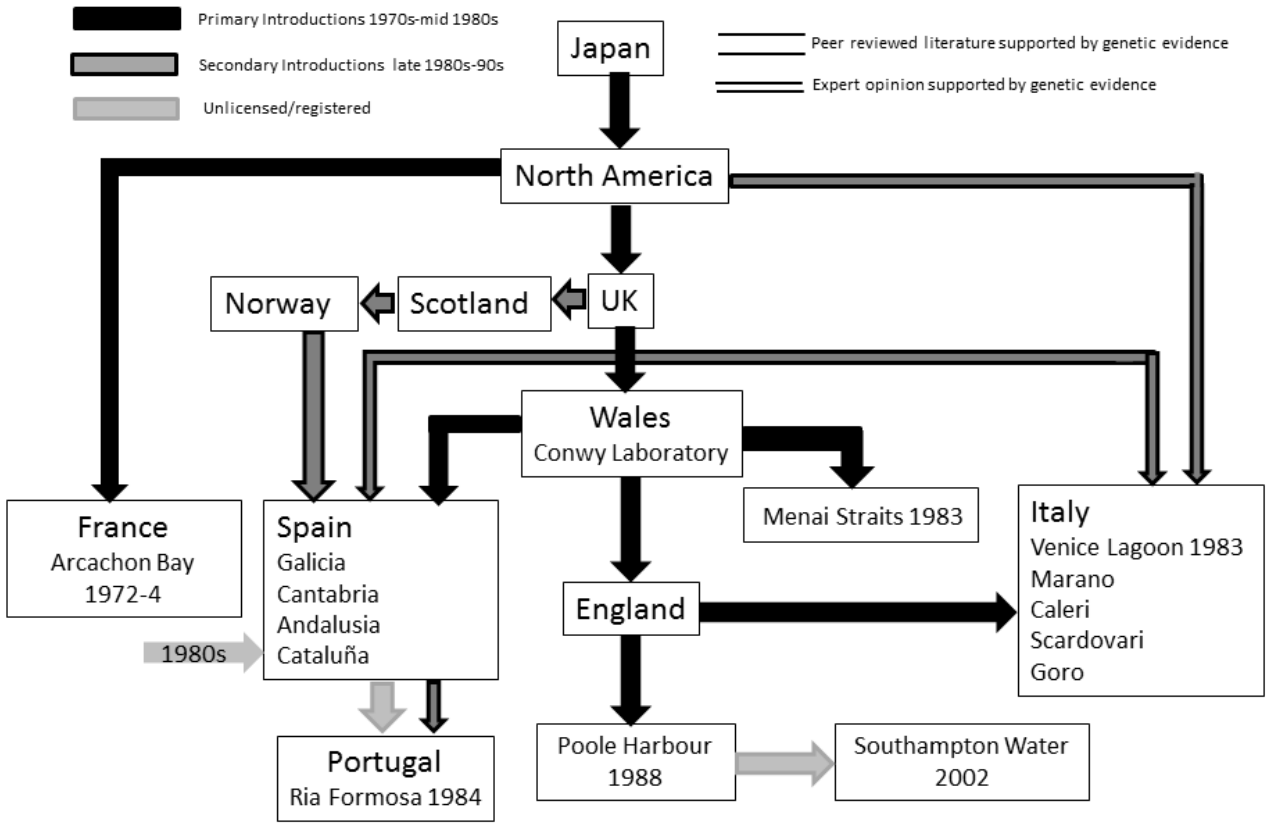 Primary Introductions 1970s-mid 1980s
Secondary Introductions late 1980s-90s
Unlicensed/registered
Peer reviewed literature supported by genetic evidence
Expert opinion supported by genetic evidence
Japan
North America
Norway
Scotland
UK
Wales
Conwy Laboratory
Menai Straits 1983
France
Arcachon Bay
1972-4
Spain
Galicia
Cantabria
Andalusia
Cataluña
1980s
Italy
Venice Lagoon 1983
Marano
Caleri
Scardovari
Goro
England
Portugal
Ria Formosa 1984
Poole Harbour
1988
Southampton Water
2002